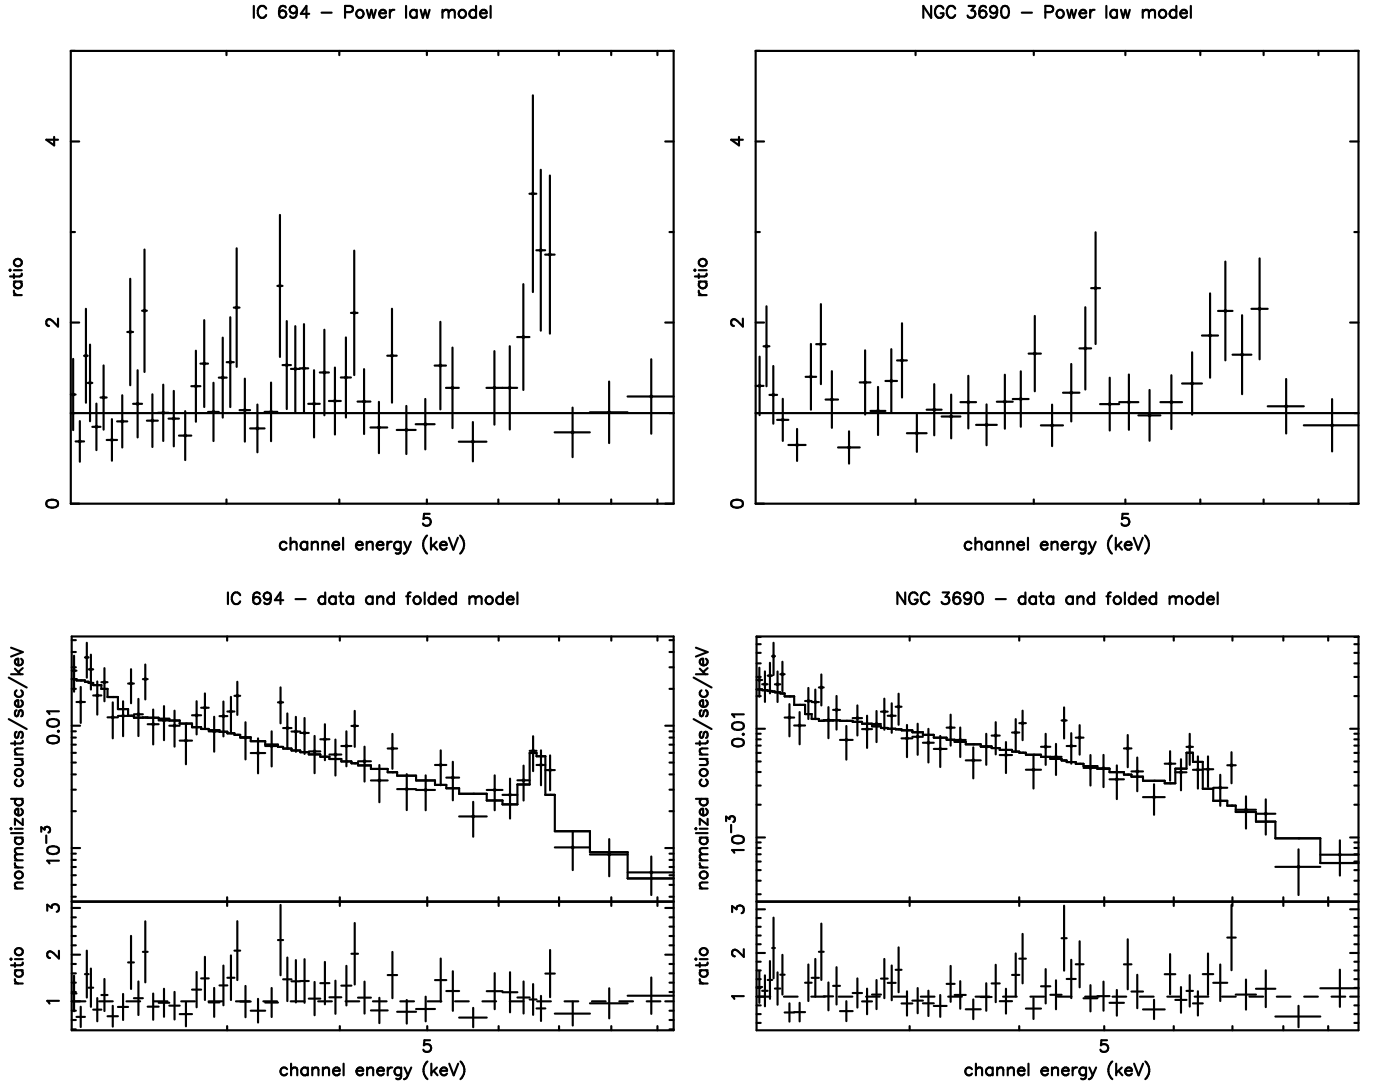 IC 694 – Power law model
ratio
4
2
0
5
channel energy (keV)
NGC 3690 – Power law model
ratio
4
2
0
5
channel energy (keV)
IC 694 – data and folded model
normalized counts/sec/keV
0.01
10⁻³
ratio
3
2
1
5
channel energy (keV)
NGC 3690 – data and folded model
normalized counts/sec/keV
0.01
10⁻³
ratio
3
2
1
5
channel energy (keV)